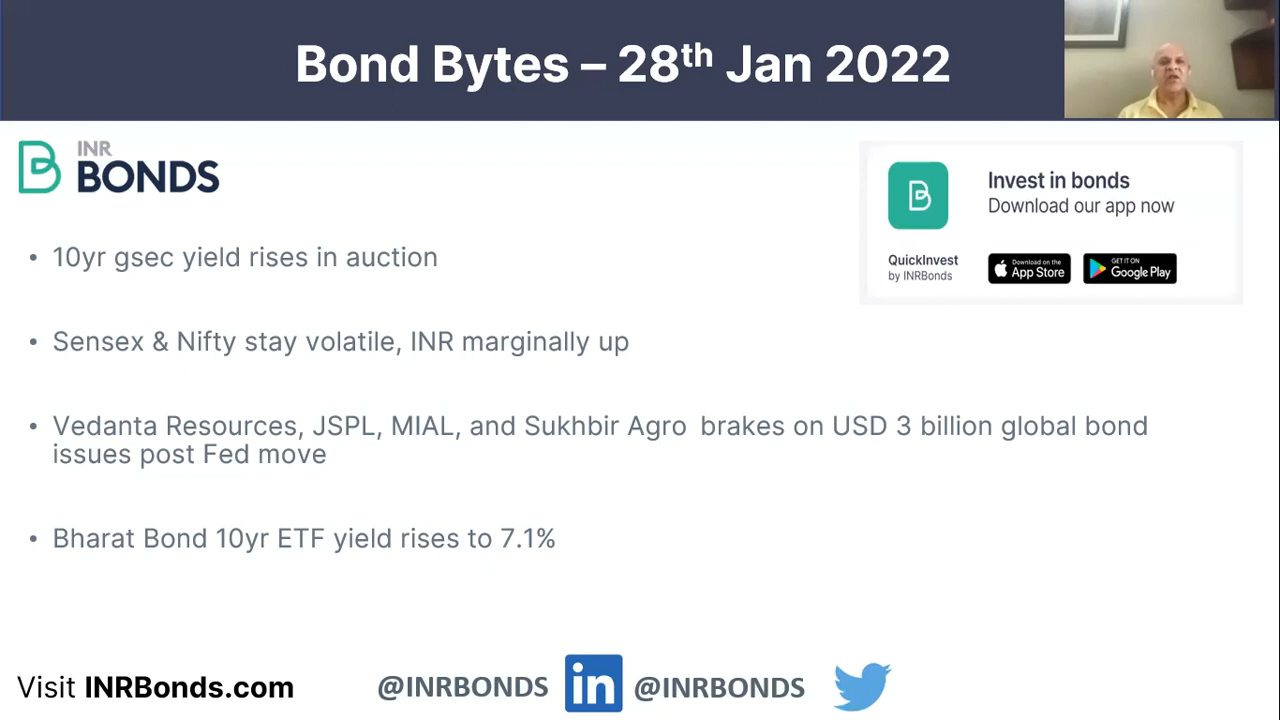 Bond Bytes – 28th Jan 2022
INR
BONDS
Invest in bonds
Download our app now
QuickInvest
by INRBonds
Download on the
App Store
GET IT ON
Google Play
• 10yr gsec yield rises in auction
• Sensex & Nifty stay volatile, INR marginally up
• Vedanta Resources, JSPL, MIAL, and Sukhbir Agro brakes on USD 3 billion global bond
issues post Fed move
• Bharat Bond 10yr ETF yield rises to 7.1%
Visit INRBonds.com
@INRBONDS
in
@INRBONDS